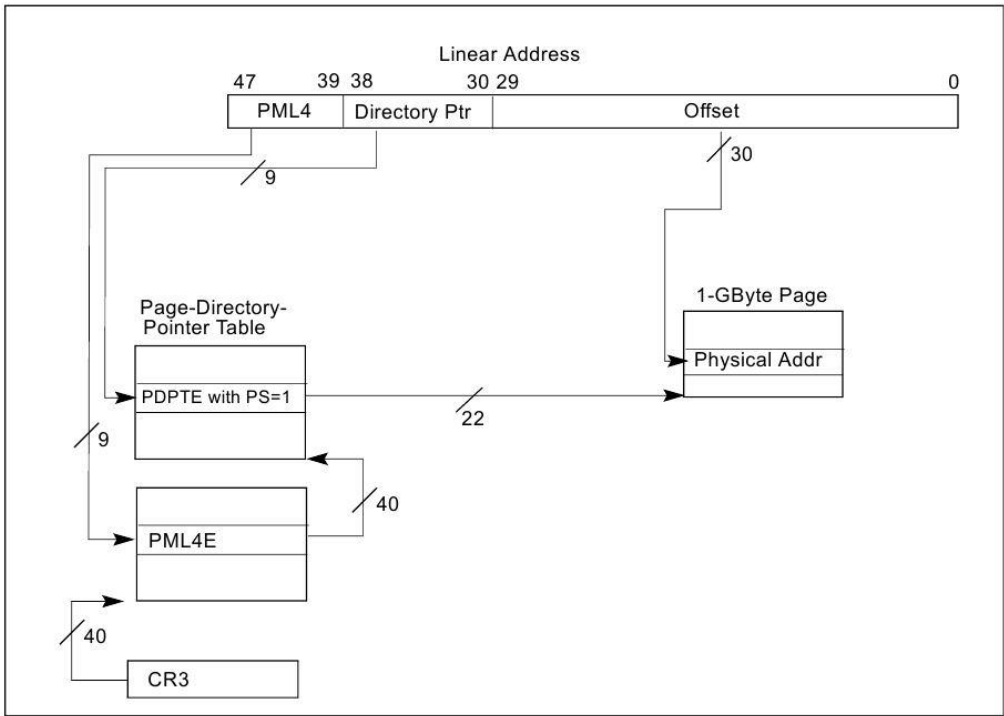 Linear Address
47 39 38 30 29 0
PML4 Directory Ptr Offset
9
30
Page-Directory-
Pointer Table
1-GByte Page
PDPTE with PS=1
Physical Addr
22
9
40
PML4E
40
CR3